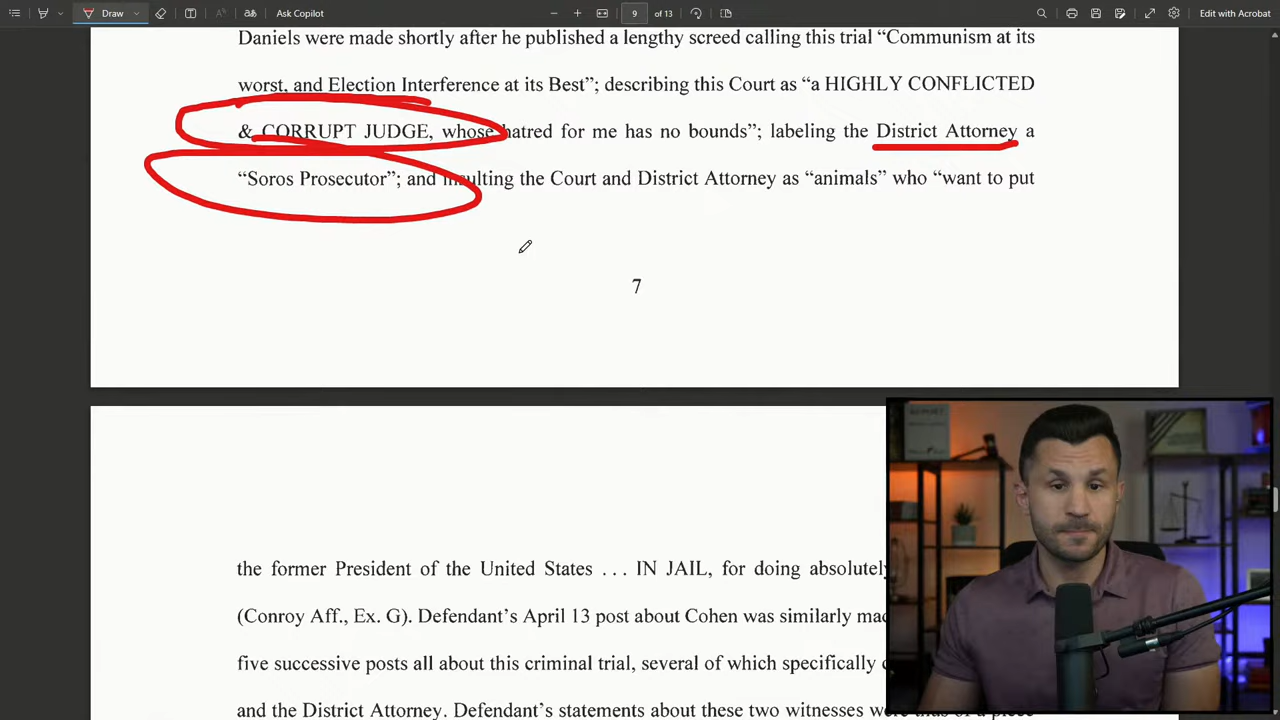 Draw
Ask Copilot
9 of 13
Edit with Acrobat
Daniels were made shortly after he published a lengthy screed calling this trial “Communism at its
worst, and Election Interference at its Best”; describing this Court as “a HIGHLY CONFLICTED
& CORRUPT JUDGE, whose hatred for me has no bounds”; labeling the District Attorney a
“Soros Prosecutor”; and insulting the Court and District Attorney as “animals” who “want to put
7
the former President of the United States . . . IN JAIL, for doing absolutely
(Conroy Aff., Ex. G). Defendant’s April 13 post about Cohen was similarly
five successive posts all about this criminal trial, several of which specifically
and the District Attorney. Defendant’s statements about these two witnesses were thus of a piece